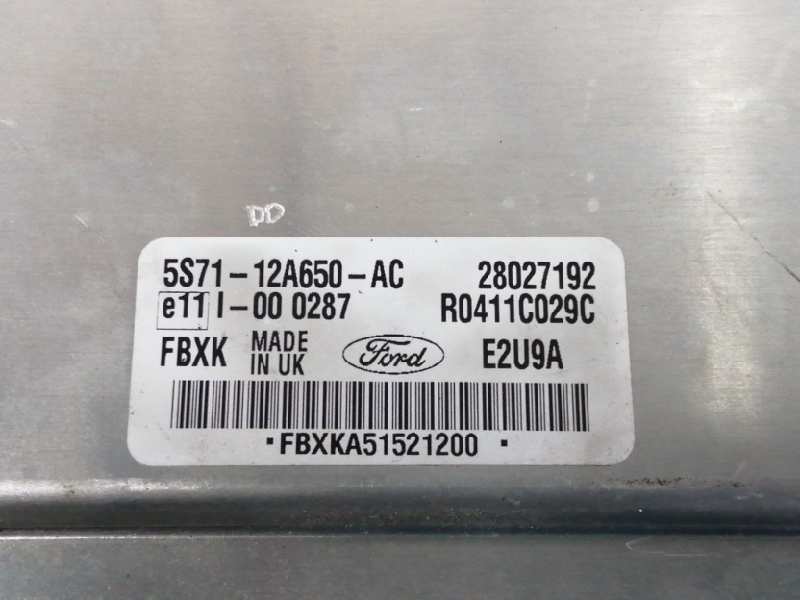 DD
5S71-12A650-AC 28027192
e11 I-00 0287 R0411C029C
FBXK MADE IN UK Ford E2U9A
• FBXKA51521200 •